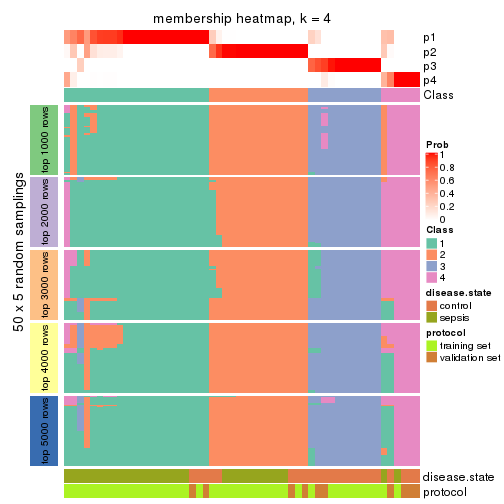 membership heatmap, k = 4
p1
p2
p3
p4
Class
50 x 5 random samplings
top 1000 rows
top 2000 rows
top 3000 rows
top 4000 rows
top 5000 rows
disease.state
protocol
Prob
1
0.8
0.6
0.4
0.2
0
Class
1
2
3
4
disease.state
control
sepsis
protocol
training set
validation set